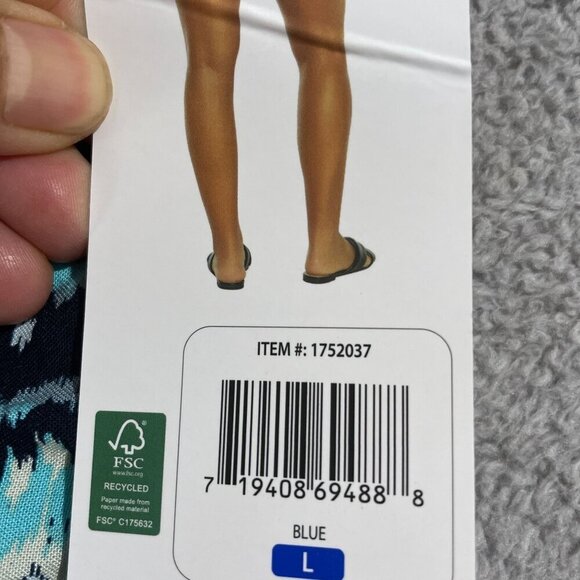 ITEM #: 1752037
7 19408 69488 8
BLUE
L
FSC
www.fsc.org
RECYCLED
Paper made from
recycled material
FSC® C175632